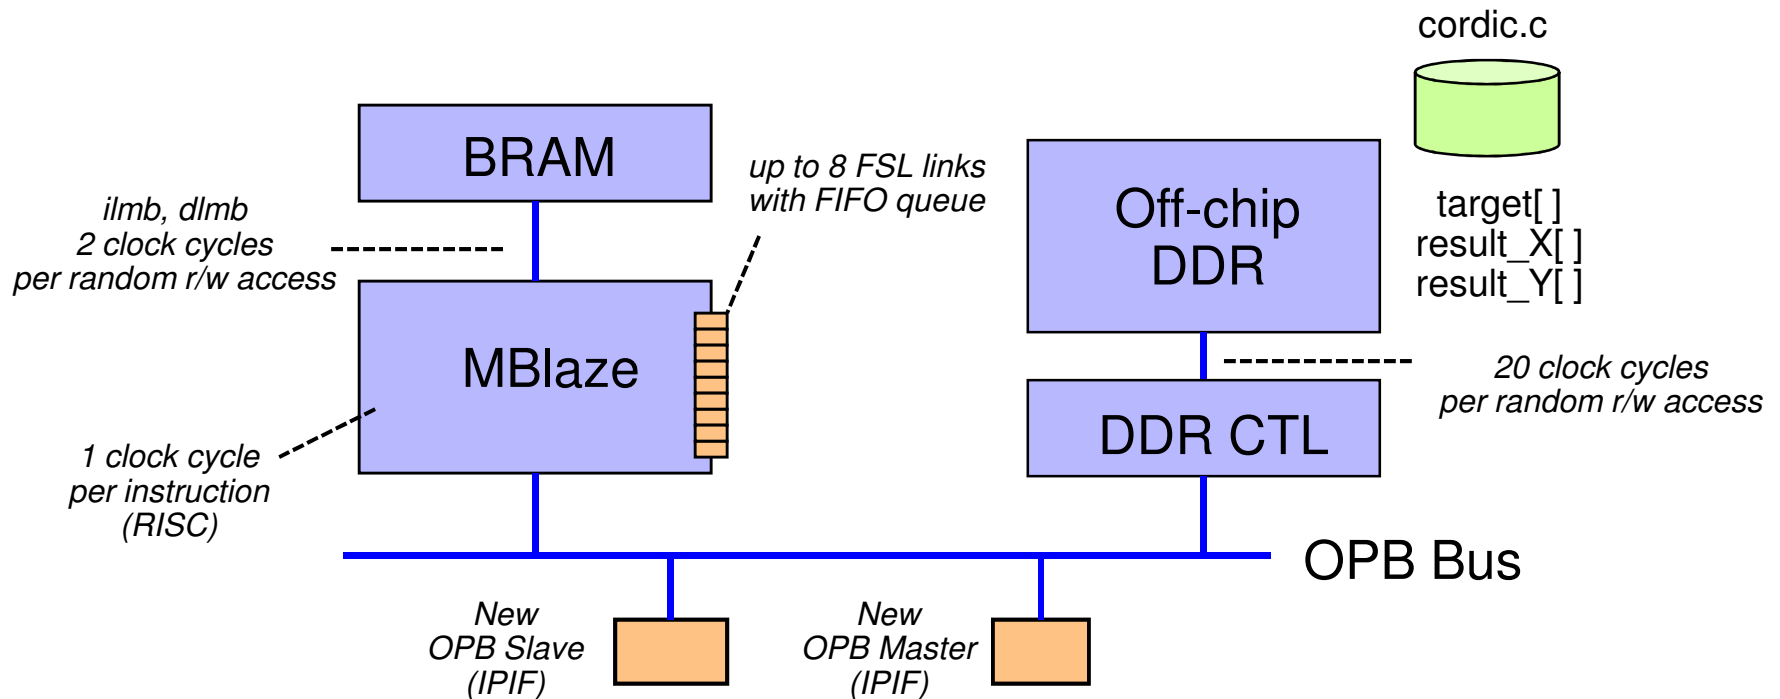 cordic.c
BRAM
up to 8 FSL links
with FIFO queue
ilmb, dlmb
2 clock cycles
per random r/w access
Off-chip
DDR
target[ ]
result_X[ ]
result_Y[ ]
MBlaze
20 clock cycles
per random r/w access
DDR CTL
1 clock cycle
per instruction
(RISC)
OPB Bus
New
OPB Slave
(IPIF)
New
OPB Master
(IPIF)